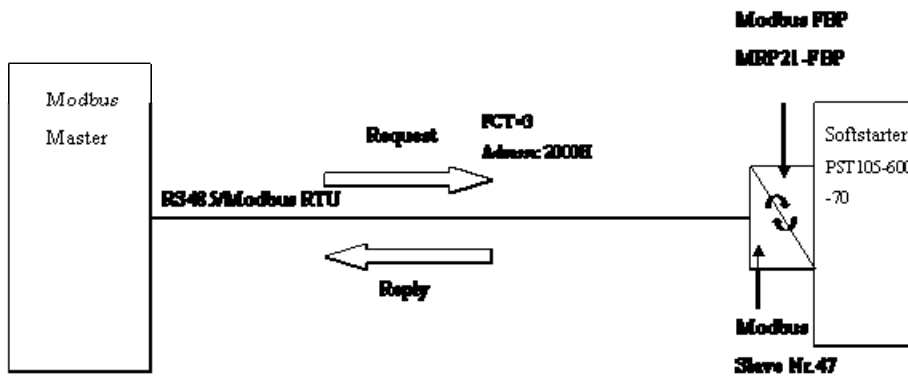 Modbus FBP
MRP21-FBP
Modbus
Master
Request
FCT=3
Adresse: 2000H
Softstarter
PST105-600
-70
RS485/Modbus RTU
Reply
Modbus
Slave Nr.47